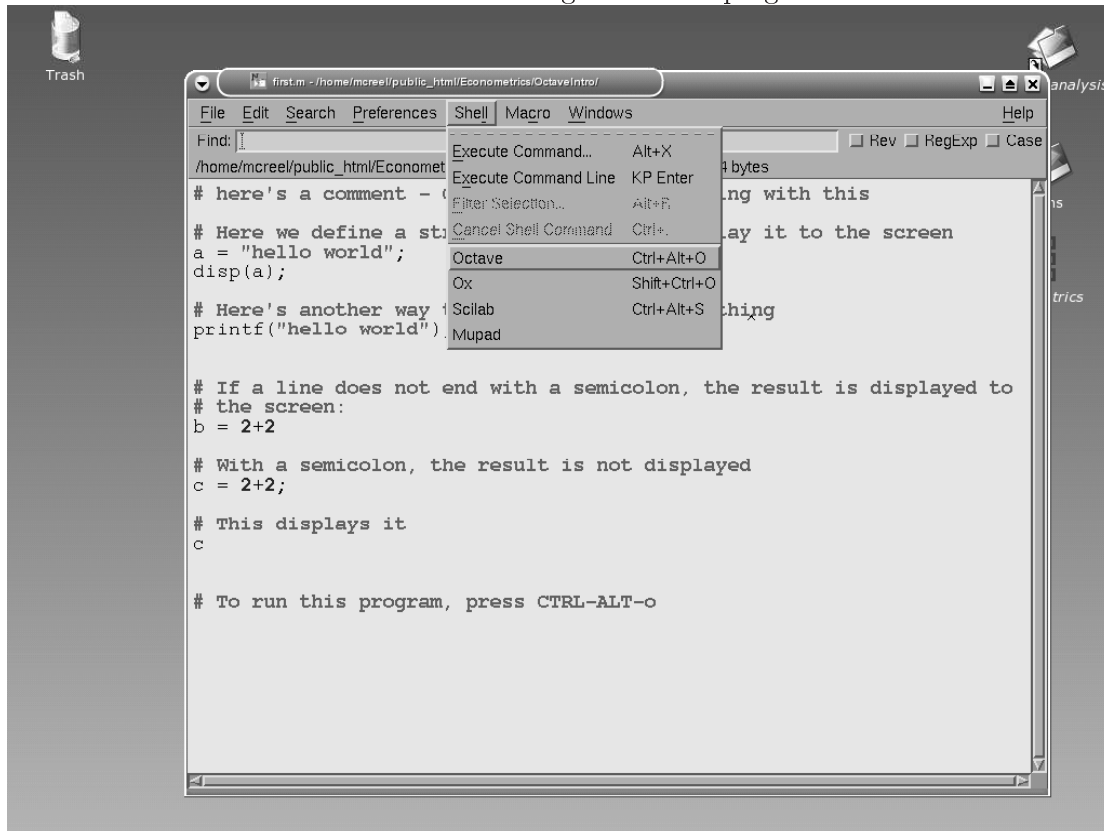 Trash
analysis
first.m - /home/mcreel/public_html/Econometrics/OctaveIntro/
File Edit Search Preferences Shell Macro Windows Help
Find: Rev RegExp Case
/home/mcreel/public_html/Economet 4 bytes
Execute Command... Alt+X
Execute Command Line KP Enter
Filter Selection... Alt+R
Cancel Shell Command Ctrl+.
Octave Ctrl+Alt+O
Ox Shift+Ctrl+O
Scilab Ctrl+Alt+S
Mupad
# here's a comment - ng with this
ns
# Here we define a str lay it to the screen
a = "hello world";
disp(a);
trics
# Here's another way thing
printf("hello world")
# If a line does not end with a semicolon, the result is displayed to
# the screen:
b = 2+2
# With a semicolon, the result is not displayed
c = 2+2;
# This displays it
c
# To run this program, press CTRL-ALT-o